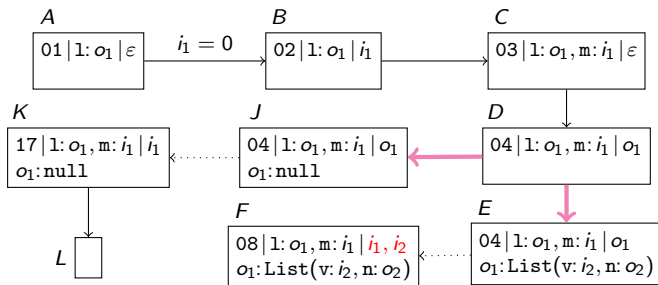 A
B
C
01 | l: o₁ | ε
i₁ = 0
02 | l: o₁ | i₁
03 | l: o₁, m: i₁ | ε
K
J
D
17 | l: o₁, m: i₁ | i₁
o₁: null
04 | l: o₁, m: i₁ | o₁
o₁: null
04 | l: o₁, m: i₁ | o₁
F
E
L
08 | l: o₁, m: i₁ | i₁, i₂
o₁: List(v: i₂, n: o₂)
04 | l: o₁, m: i₁ | o₁
o₁: List(v: i₂, n: o₂)